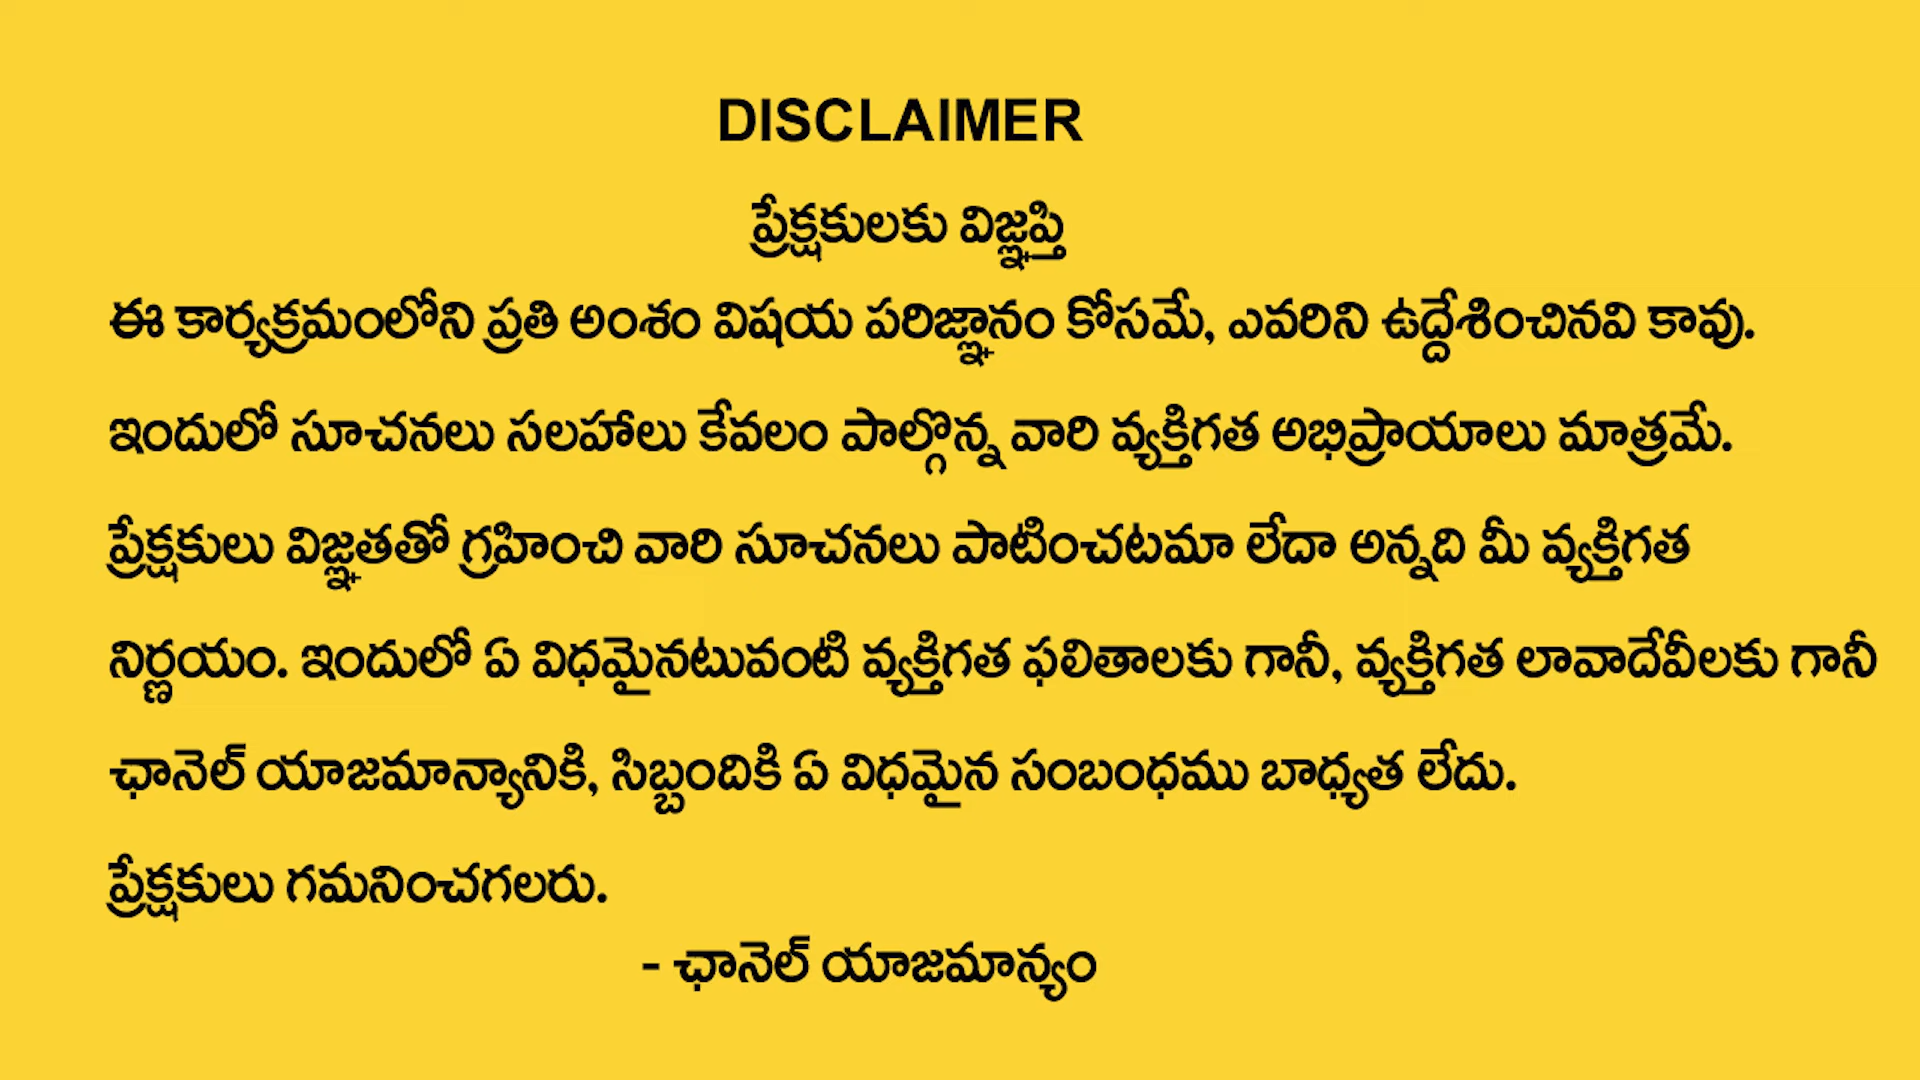 DISCLAIMER
ప్రేక్షకులకు విజ్ఞప్తి
ఈ కార్యక్రమంలోని ప్రతి అంశం విషయ పరిజ్ఞానం కోసమే, ఎవరిని ఉద్దేశించినవి కావు.
ఇందులో సూచనలు సలహాలు కేవలం పాల్గొన్న వారి వ్యక్తిగత అభిప్రాయాలు మాత్రమే.
ప్రేక్షకులు విజ్ఞతతో గ్రహించి వారి సూచనలు పాటించటమా లేదా అన్నది మీ వ్యక్తిగత
నిర్ణయం. ఇందులో ఏ విధమైనటువంటి వ్యక్తిగత ఫలితాలకు గానీ, వ్యక్తిగత లావాదేవీలకు గానీ
ఛానెల్ యాజమాన్యానికి, సిబ్బందికి ఏ విధమైన సంబంధము బాధ్యత లేదు.
ప్రేక్షకులు గమనించగలరు.
- ఛానెల్ యాజమాన్యం